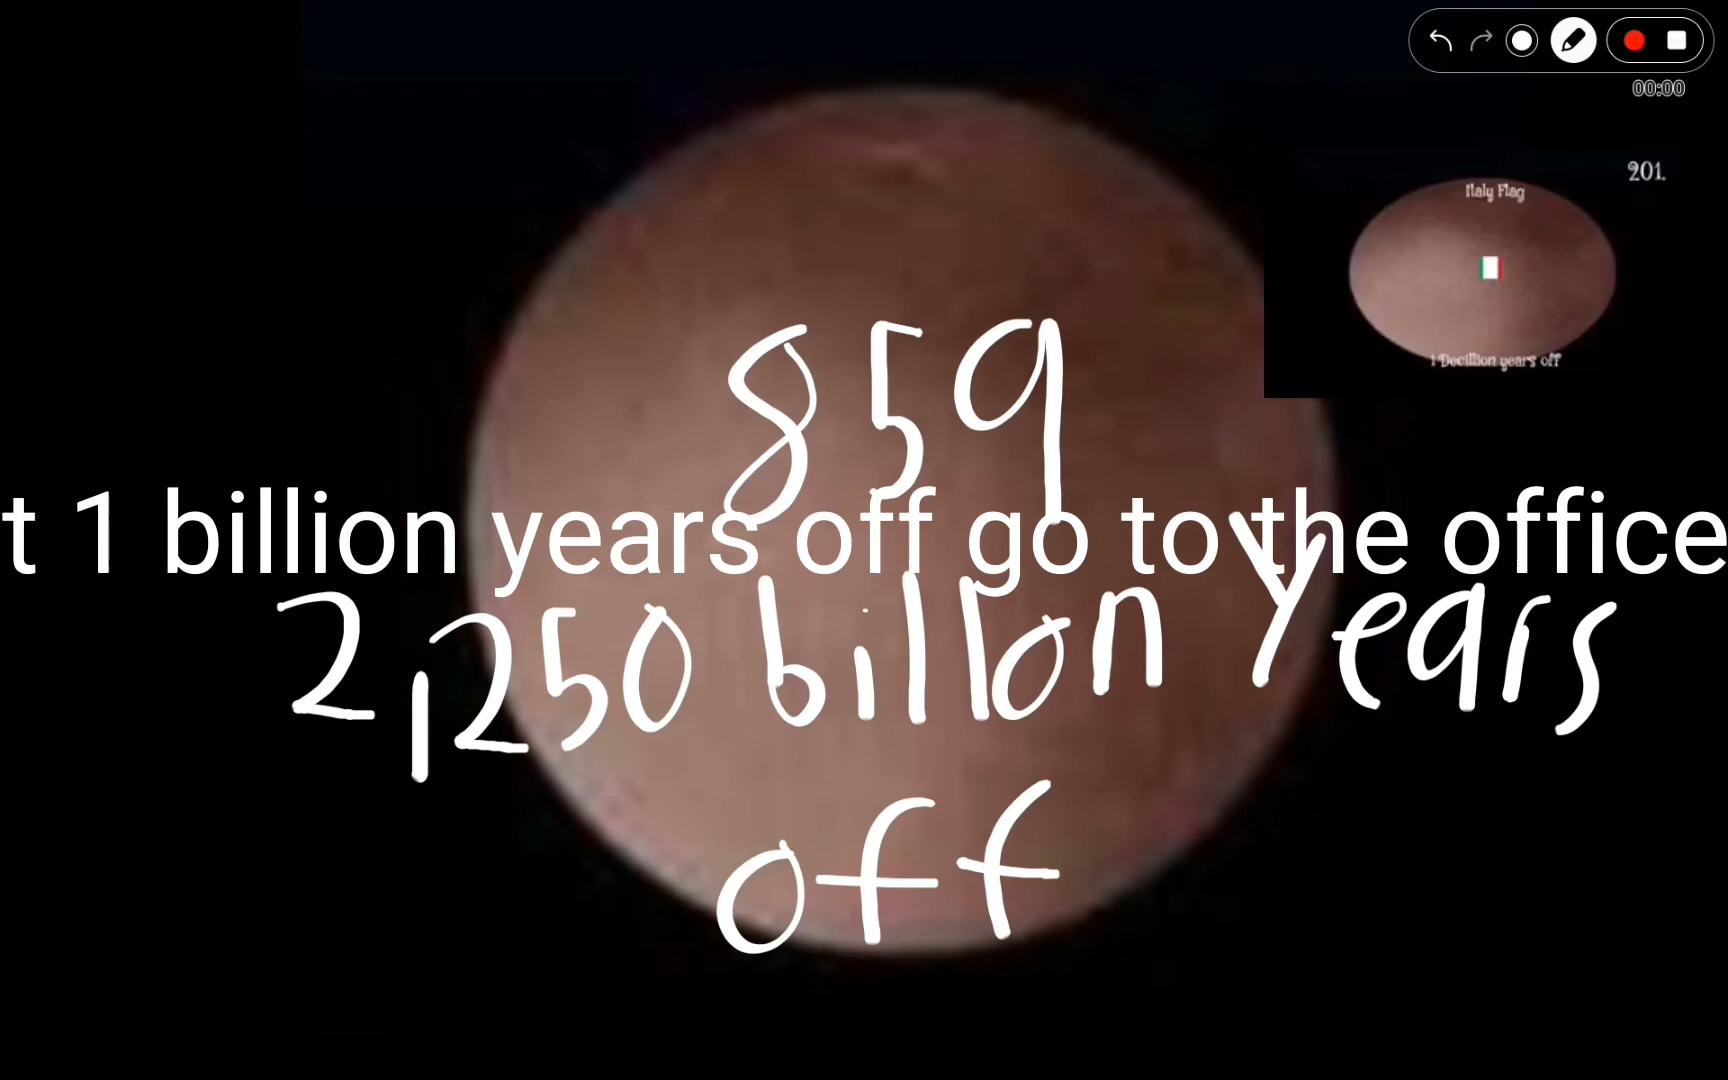 00:00
201.
Italy Flag
1 Decillion years off
859
t 1 billion years off go to the office
2,250 billion years
off